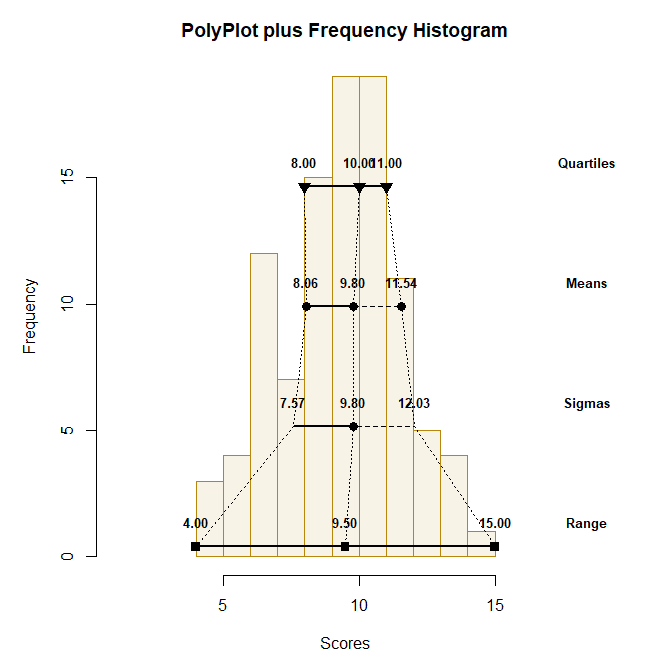 PolyPlot plus Frequency Histogram
8.00 10.00 11.00 Quartiles
15
8.06 9.80 11.54 Means
10
Frequency
7.57 9.80 12.03 Sigmas
5
4.00 9.50 15.00 Range
0
5 10 15
Scores